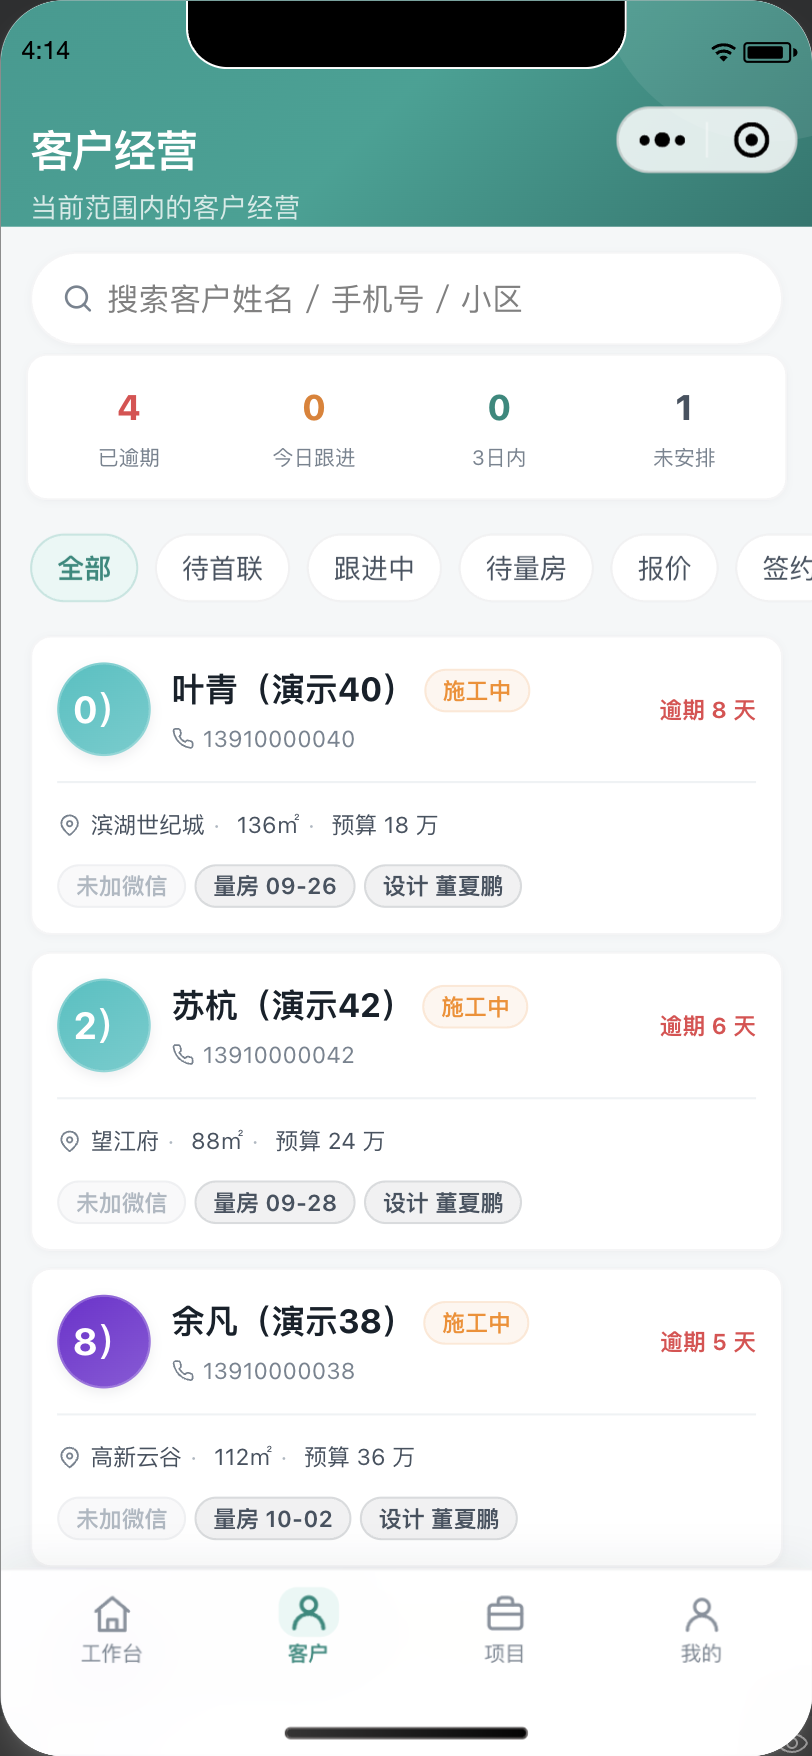 4:14
客户经营
当前范围内的客户经营
搜索客户姓名 / 手机号 / 小区
4 0 0 1
已逾期 今日跟进 3日内 未安排
全部 待首联 跟进中 待量房 报价 签约
0) 叶青（演示40） 施工中 逾期 8 天
13910000040
滨湖世纪城 · 136㎡ · 预算 18 万
未加微信 量房 09-26 设计 董夏鹏
2) 苏杭（演示42） 施工中 逾期 6 天
13910000042
望江府 · 88㎡ · 预算 24 万
未加微信 量房 09-28 设计 董夏鹏
8) 余凡（演示38） 施工中 逾期 5 天
13910000038
高新云谷 · 112㎡ · 预算 36 万
未加微信 量房 10-02 设计 董夏鹏
工作台 客户 项目 我的